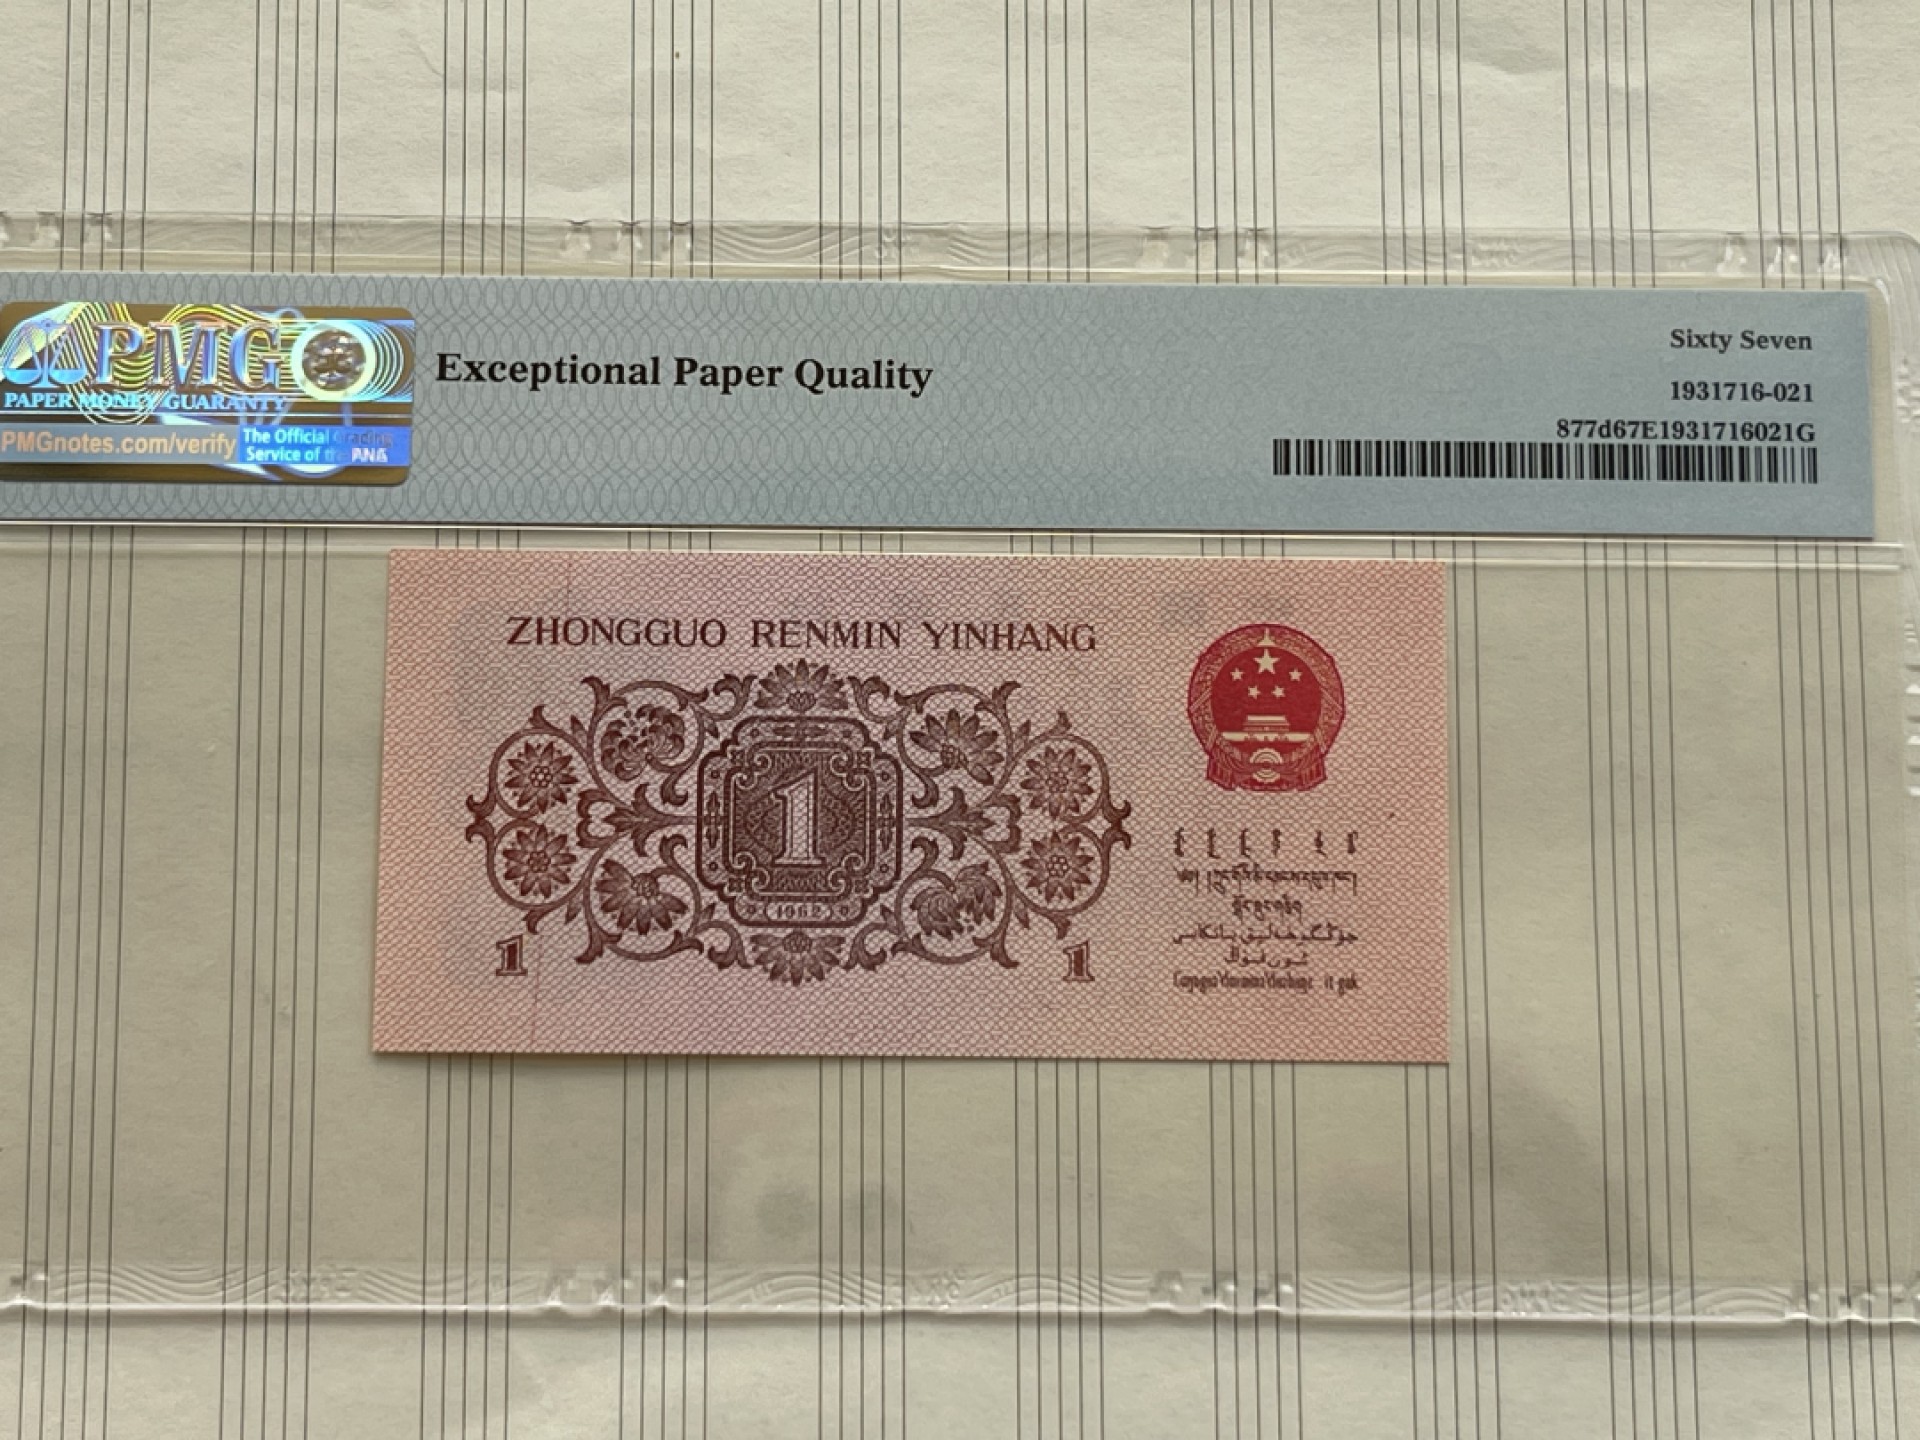 PMG
PAPER MONEY GUARANTY
PMGnotes.com/verify
The Official Grading
Service of the ANA
Exceptional Paper Quality
Sixty Seven
1931716-021
877d67E1931716021G
ZHONGGUO RENMIN YINHANG
1
1962
1 1